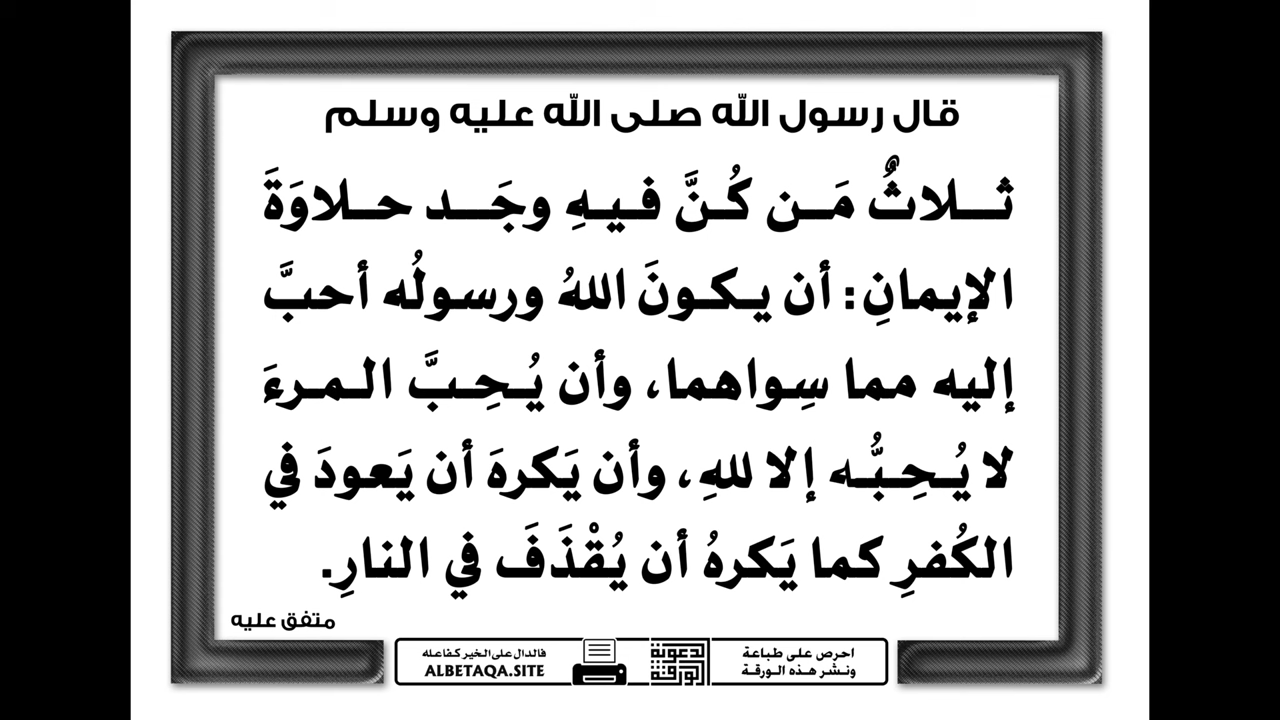 قال رسول الله صلى الله عليه وسلم
ثـلاثٌ مَـن كُـنَّ فـيـهِ وجَـد حـلاوَةَ
الإيمانِ: أن يـكـونَ اللهُ ورسولُه أحبَّ
إليه مما سِواهما، وأن يُـحِـبَّ الـمـرءَ
لا يُـحِـبُّـه إلا للهِ، وأن يَكرهَ أن يَعودَ في
الكُفرِ كما يَكرهُ أن يُقْذَفَ في النارِ.
متفق عليه
احرص على طباعة
ونشر هذه الورقة
الدعوية
الورقة
فالدال على الخير كفاعله
ALBETAQA.SITE